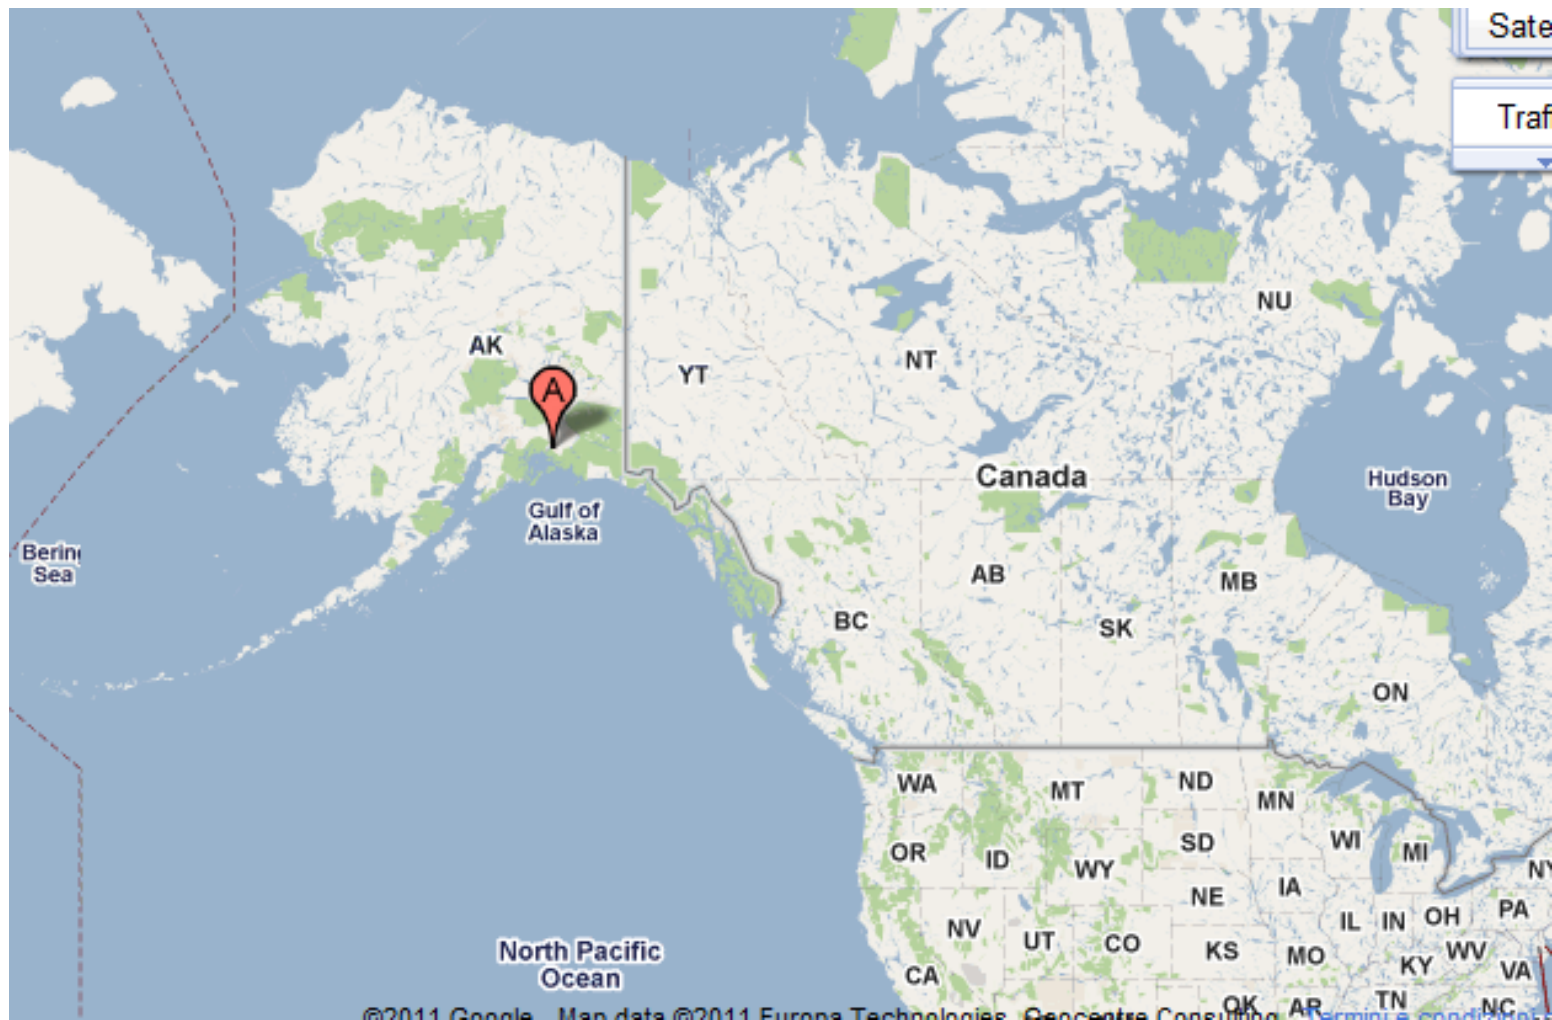 Sate
Traf
NU
AK
YT
NT
A
Canada
Hudson
Bay
Gulf of
Alaska
Bering
Sea
AB
MB
BC
SK
ON
WA
MT
ND
MN
OR
ID
WY
SD
WI
MI
NE
IA
NY
NV
UT
CO
KS
MO
IL
IN
OH
PA
WV
KY
VA
CA
North Pacific
Ocean
OK
AR
TN
NC
©2011 Google - Map data ©2011 Europa Technologies, Geocentre Consulting, Termini e condizioni